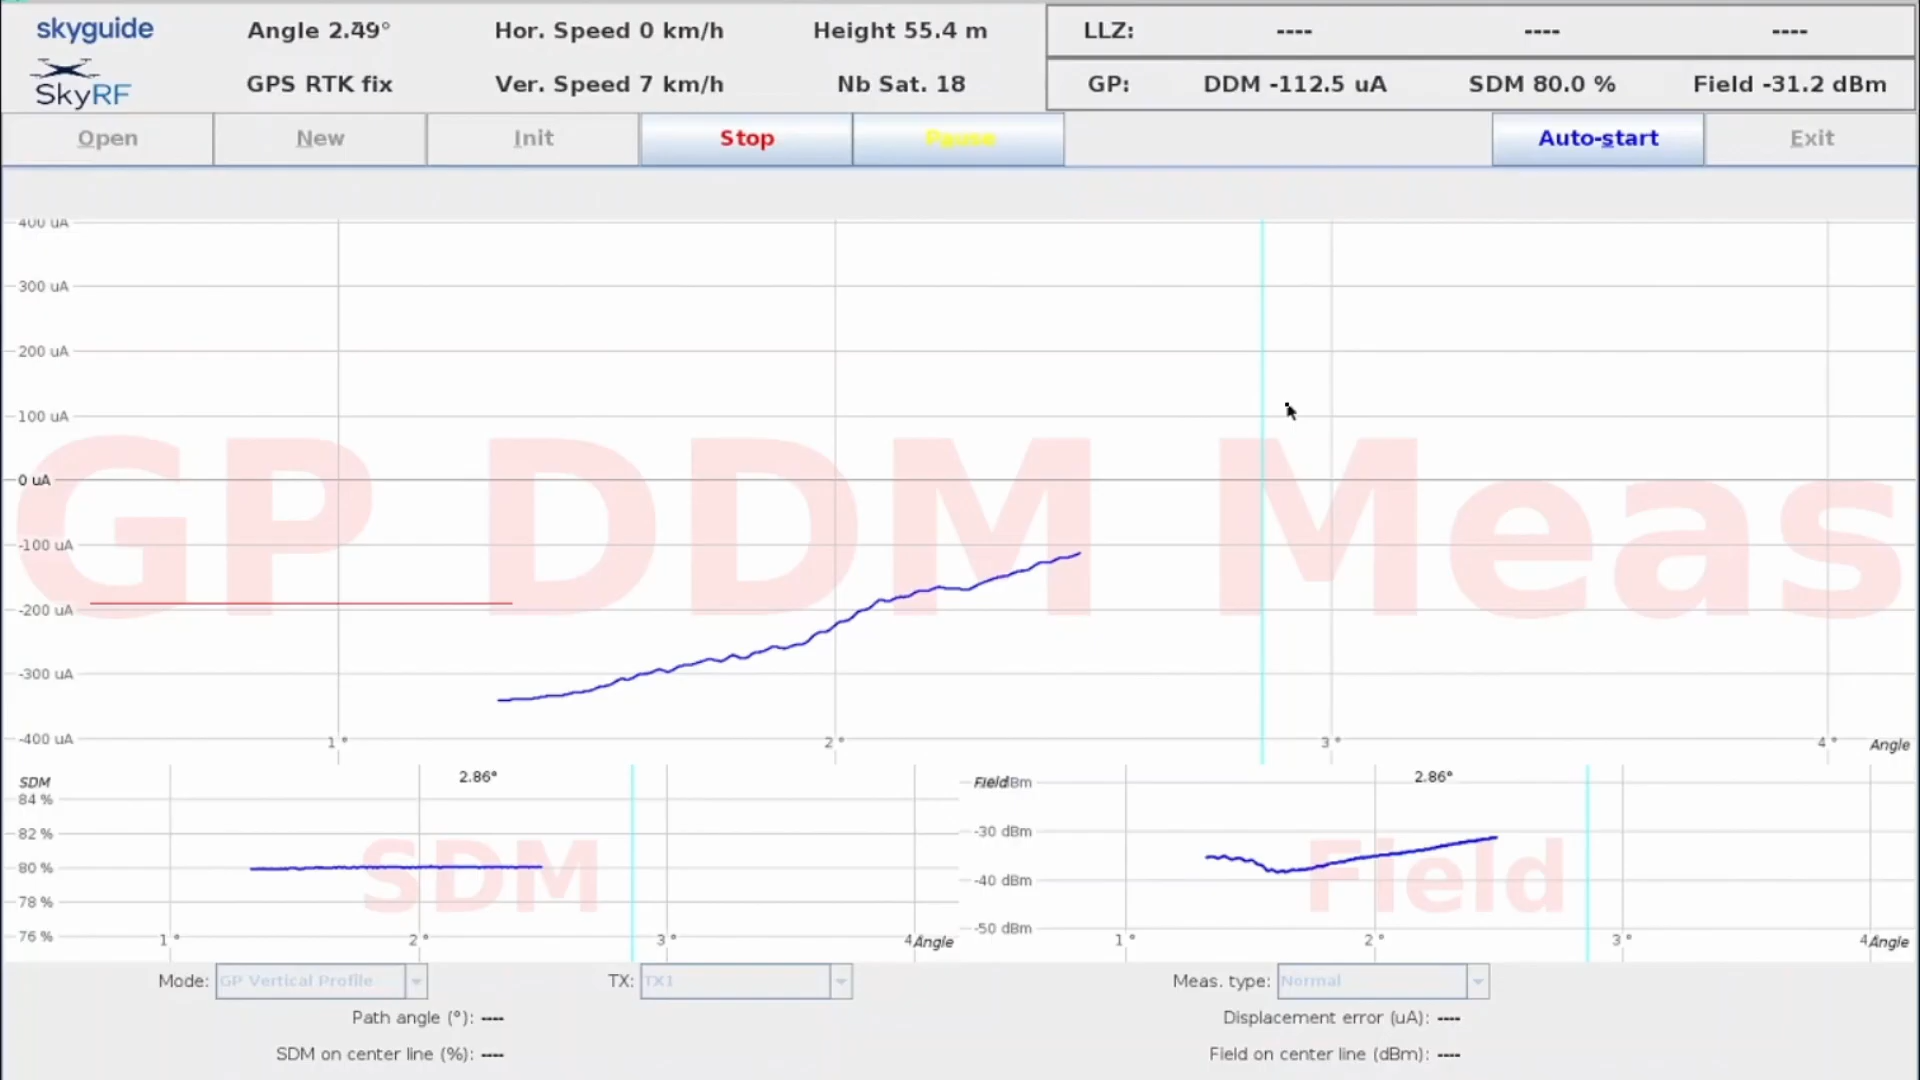 skyguide
SkyRF
Angle 2.49° Hor. Speed 0 km/h Height 55.4 m
GPS RTK fix Ver. Speed 7 km/h Nb Sat. 18
LLZ: ---- ---- ----
GP: DDM -112.5 uA SDM 80.0 % Field -31.2 dBm
Open New Init Stop Pause Auto-start Exit
400 uA
300 uA
200 uA
100 uA
0 uA
-100 uA
-200 uA
-300 uA
-400 uA
GP DDM Meas
1° 2° 3° 4° Angle
SDM
84 %
82 %
80 %
78 %
76 %
2.86°
SDM
1° 2° 3° 4 Angle
Field dBm
-30 dBm
-40 dBm
-50 dBm
2.86°
Field
1° 2° 3° 4 Angle
Mode: GP Vertical Profile TX: TX1 Meas. type: Normal
Path angle (°): ---- Displacement error (uA): ----
SDM on center line (%): ---- Field on center line (dBm): ----